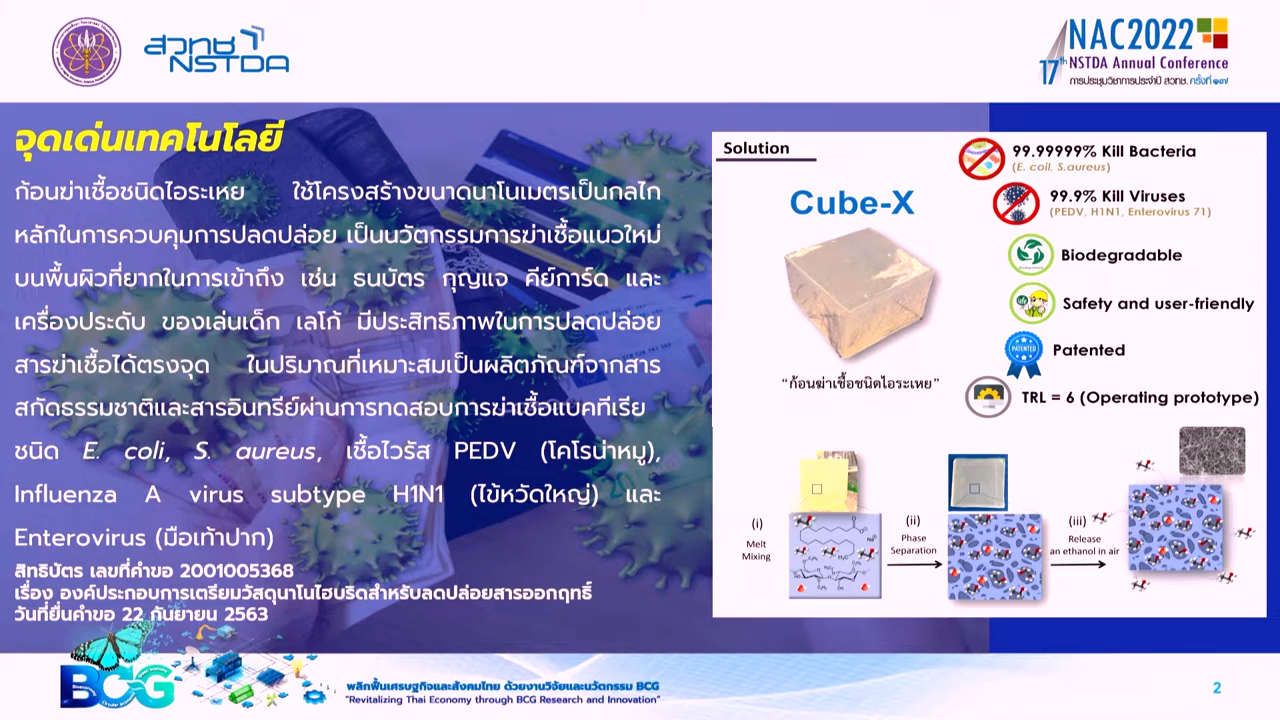 สวทช
NSTDA
NAC2022
17th NSTDA Annual Conference
การประชุมวิชาการประจำปี สวทช. ครั้งที่ ๑๗
จุดเด่นเทคโนโลยี
ก้อนฆ่าเชื้อชนิดไอระเหย ใช้โครงสร้างขนาดนาโนเมตรเป็นกลไก
หลักในการควบคุมการปลดปล่อย เป็นนวัตกรรมการฆ่าเชื้อแนวใหม่
บนพื้นผิวที่ยากในการเข้าถึง เช่น ธนบัตร กุญแจ คีย์การ์ด และ
เครื่องประดับ ของเล่นเด็ก เลโก้ มีประสิทธิภาพในการปลดปล่อย
สารฆ่าเชื้อได้ตรงจุด ในปริมาณที่เหมาะสมเป็นผลิตภัณฑ์จากสาร
สกัดธรรมชาติและสารอินทรีย์ผ่านการทดสอบการฆ่าเชื้อแบคทีเรีย
ชนิด E. coli, S. aureus, เชื้อไวรัส PEDV (โคโรน่าหมู),
Influenza A virus subtype H1N1 (ไข้หวัดใหญ่) และ
Enterovirus (มือเท้าปาก)
สิทธิบัตร เลขที่คำขอ 2001005368
เรื่อง องค์ประกอบการเตรียมวัสดุนาโนไฮบริดสำหรับลดปล่อยสารออกฤทธิ์
วันที่ยื่นคำขอ 22 กันยายน 2563
Solution
Cube-X
"ก้อนฆ่าเชื้อชนิดไอระเหย"
99.99999% Kill Bacteria
(E. coil, S.aureus)
99.9% Kill Viruses
(PEDV, H1N1, Enterovirus 71)
Biodegradable
Safety and user-friendly
PATENTED
Patented
TRL = 6 (Operating prototype)
(i)
Melt
Mixing
(ii)
Phase
Separation
(iii)
Release
an ethanol in air
BCG
พลิกฟื้นเศรษฐกิจและสังคมไทย ด้วยงานวิจัยและนวัตกรรม BCG
"Revitalizing Thai Economy through BCG Research and Innovation"
2